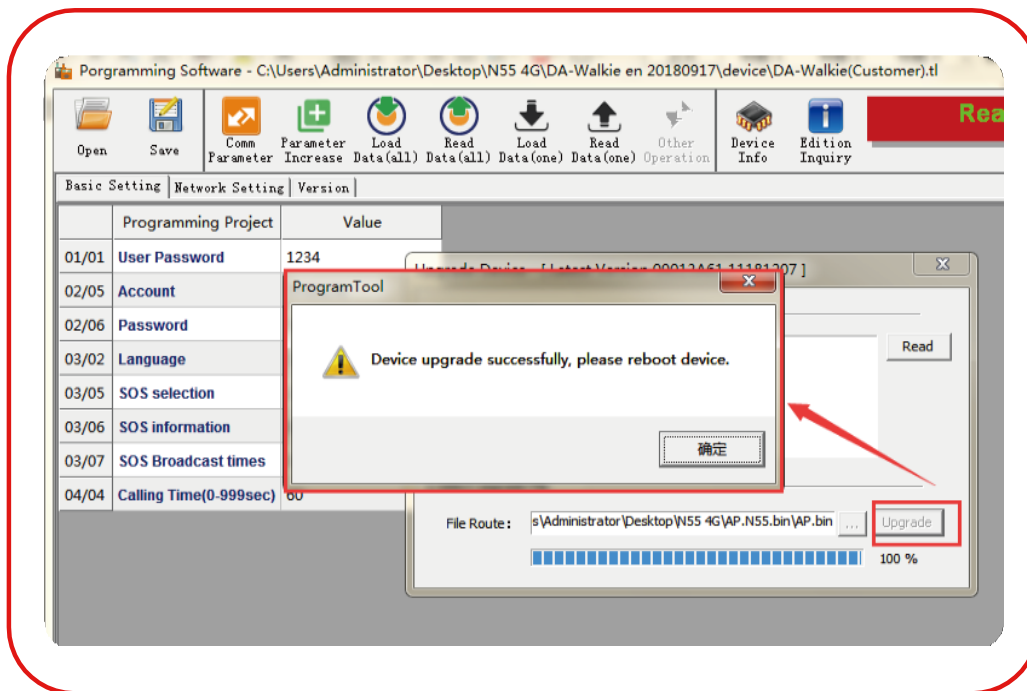 Porgramming Software - C:\Users\Administrator\Desktop\N55 4G\DA-Walkie en 20180917\device\DA-Walkie(Customer).tl
Open
Save
Comm
Parameter
Parameter
Increase
Load
Data(all)
Read
Data(all)
Load
Data(one)
Read
Data(one)
Other
Operation
Device
Info
Edition
Inquiry
Rea
Basic Setting
Network Setting
Version
Programming Project
Value
01/01 User Password 1234
02/05 Account
02/06 Password
03/02 Language
03/05 SOS selection
03/06 SOS information
03/07 SOS Broadcast times
04/04 Calling Time(0-999sec) 60
07 ]
ProgramTool
Device upgrade successfully, please reboot device.
确定
Read
File Route:
s\Administrator\Desktop\N55 4G\AP.N55.bin\AP.bin
...
Upgrade
100 %